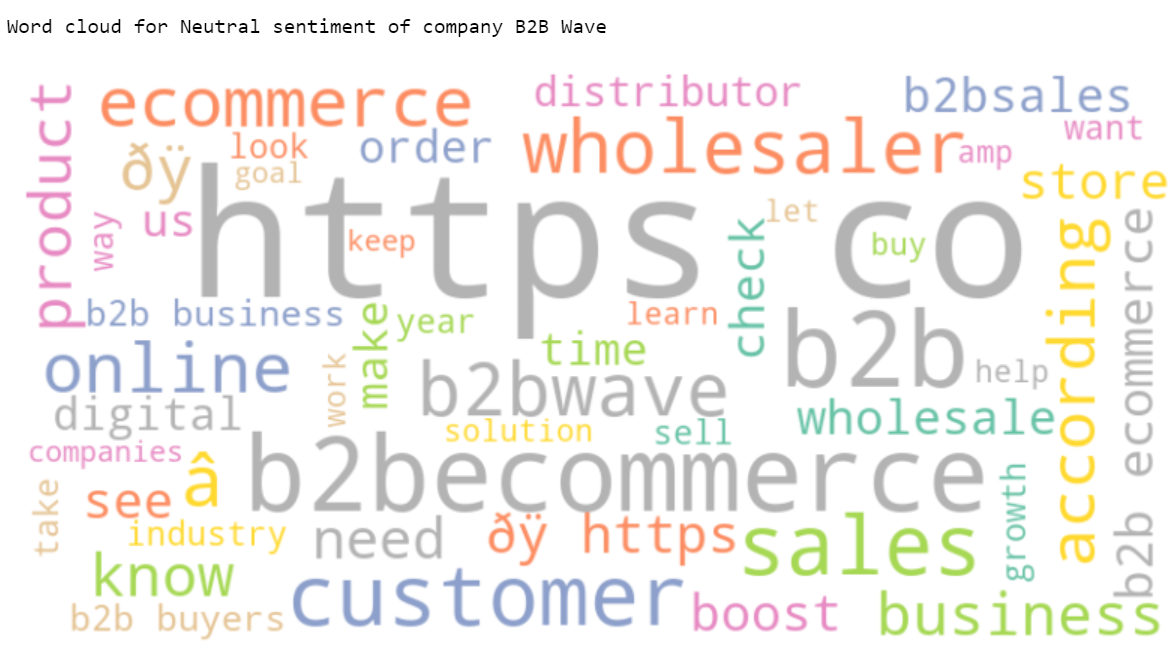 Word cloud for Neutral sentiment of company B2B Wave
product
ecommerce
distributor
b2bsales
ðÿ
look
order
wholesaler
amp
want
goal
store
way
us
https co
keep
check
let
buy
according
b2b ecommerce
b2b business
make
year
learn
time
b2b
help
online
work
b2bwave
digital
solution
sell
wholesale
companies
â
b2becommerce
take
see
industry
need
ðÿ https
sales
growth
know
customer
b2b buyers
boost
business